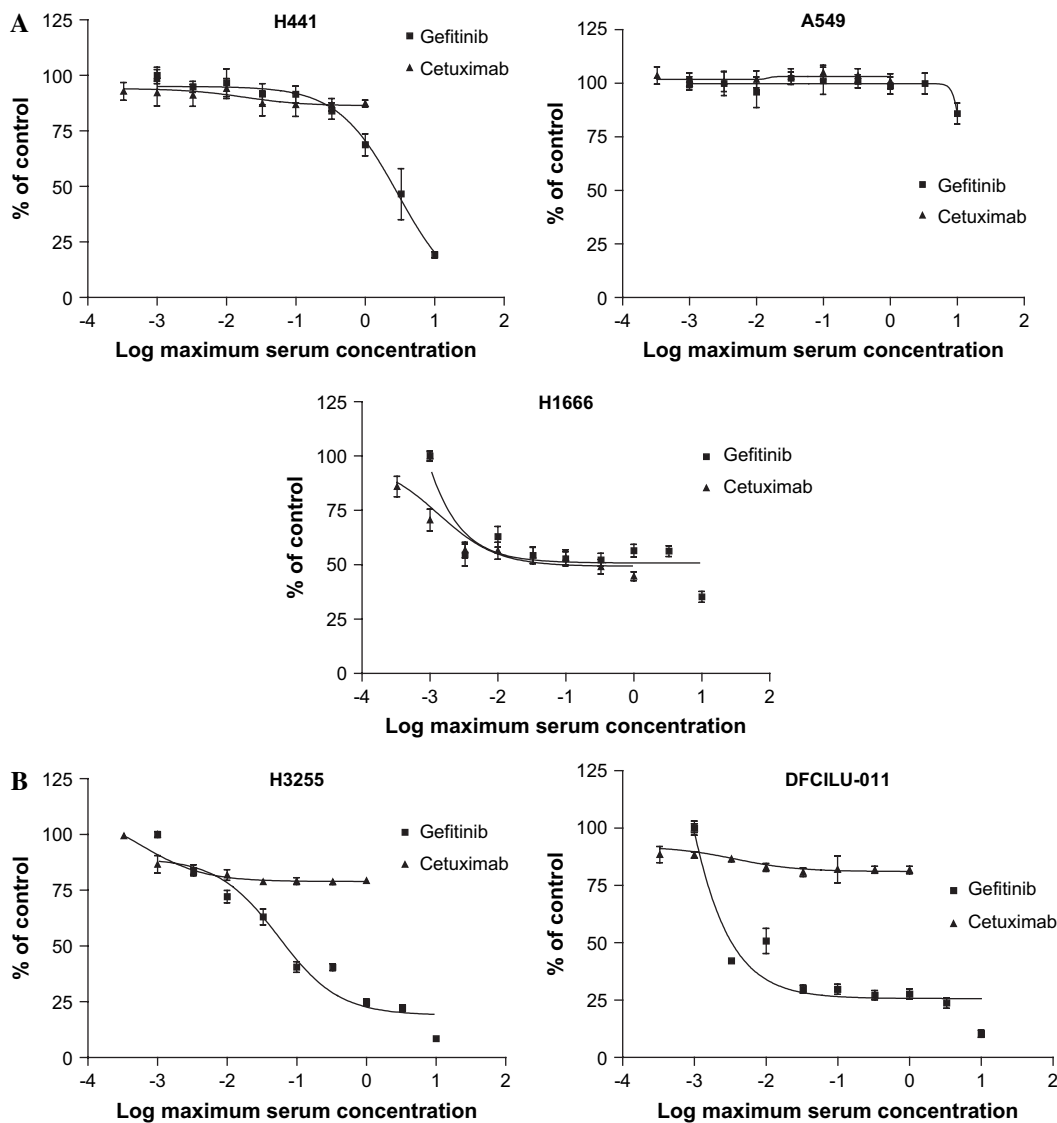 A
H441
125
100
75
50
25
0
% of control
Gefitinib
Cetuximab
-4 -3 -2 -1 0 1 2
Log maximum serum concentration
A549
125
100
75
50
25
0
% of control
Gefitinib
Cetuximab
-4 -3 -2 -1 0 1 2
Log maximum serum concentration
H1666
125
100
75
50
25
0
% of control
Gefitinib
Cetuximab
-4 -3 -2 -1 0 1 2
Log maximum serum concentration
B
H3255
125
100
75
50
25
0
% of control
Gefitinib
Cetuximab
-4 -3 -2 -1 0 1 2
Log maximum serum concentration
DFCILU-011
125
100
75
50
25
0
% of control
Gefitinib
Cetuximab
-4 -3 -2 -1 0 1 2
Log maximum serum concentration